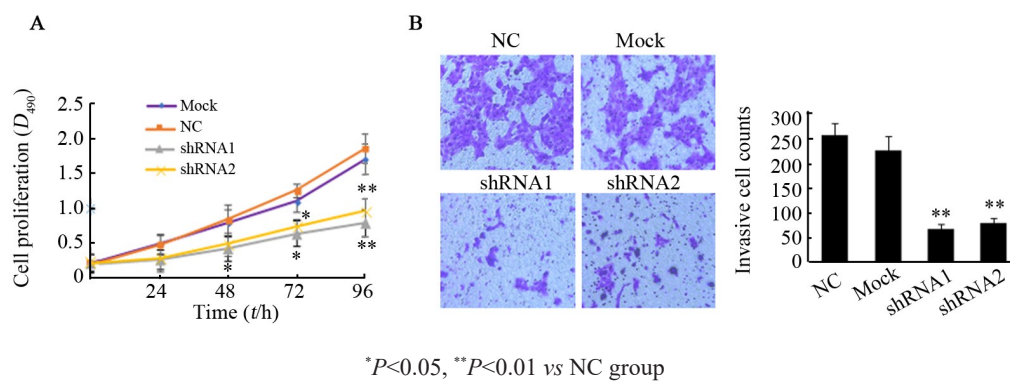 A
Cell proliferation (D490)
2.5
2.0
1.5
1.0
0.5
0
Mock
NC
shRNA1
shRNA2
**
*
**
*
*
24
48
72
96
Time (t/h)
B
NC
Mock
shRNA1
shRNA2
Invasive cell counts
300
250
200
150
100
50
0
**
**
NC
Mock
shRNA1
shRNA2
*P<0.05, **P<0.01 vs NC group